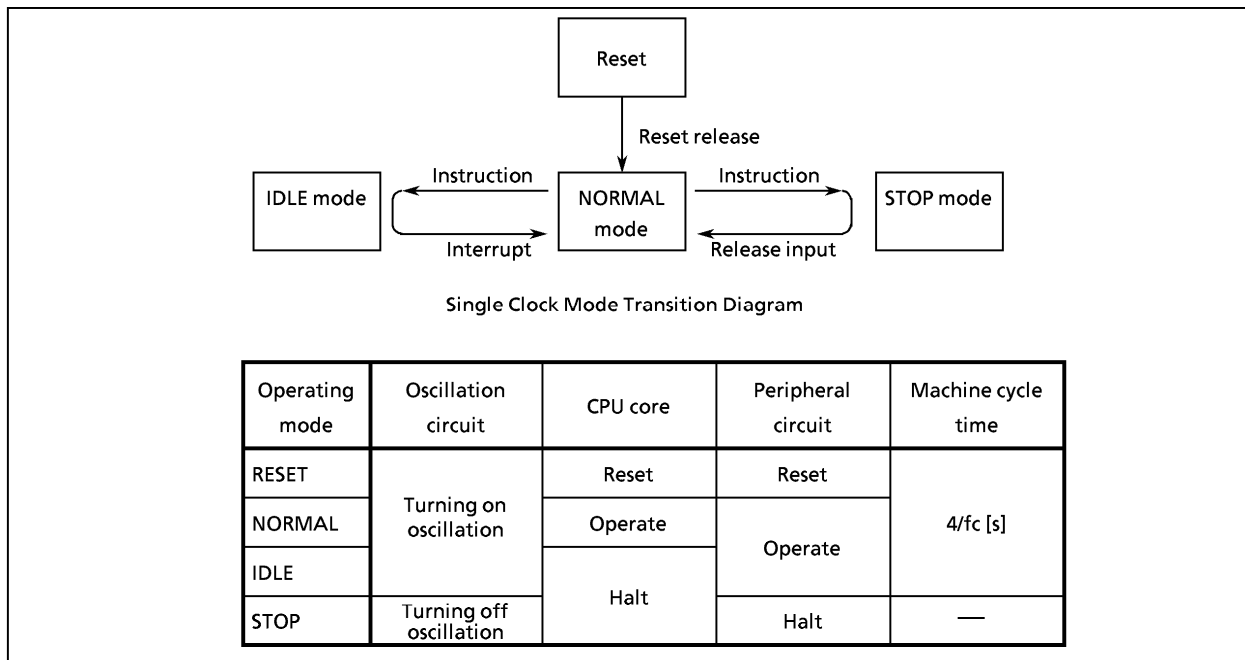 Reset
Reset release
Instruction
Instruction
IDLE mode
NORMAL
mode
STOP mode
Interrupt
Release input
Single Clock Mode Transition Diagram
Operating
mode
Oscillation
circuit
CPU core
Peripheral
circuit
Machine cycle
time
RESET
Turning on
oscillation
Reset
Reset
4/fc [s]
NORMAL
Operate
Operate
IDLE
Halt
STOP
Turning off
oscillation
Halt
—